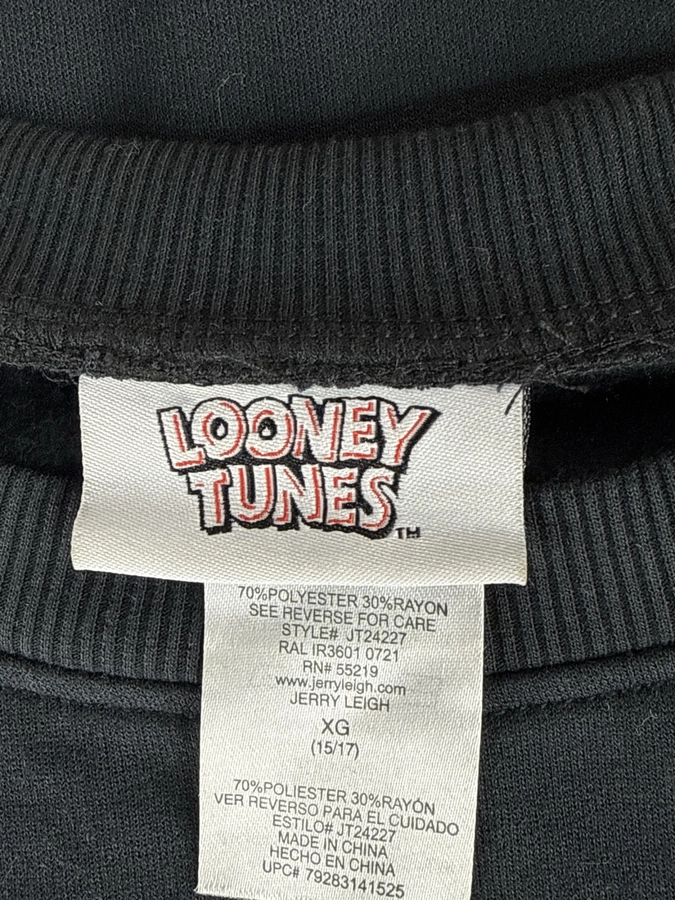 LOONEY
TUNES
TM
70%POLYESTER 30%RAYON
SEE REVERSE FOR CARE
STYLE# JT24227
RAL IR3601 0721
RN# 55219
www.jerryleigh.com
JERRY LEIGH
XG
(15/17)
70%POLIESTER 30%RAYÓN
VER REVERSO PARA EL CUIDADO
ESTILO# JT24227
MADE IN CHINA
HECHO EN CHINA
UPC# 79283141525